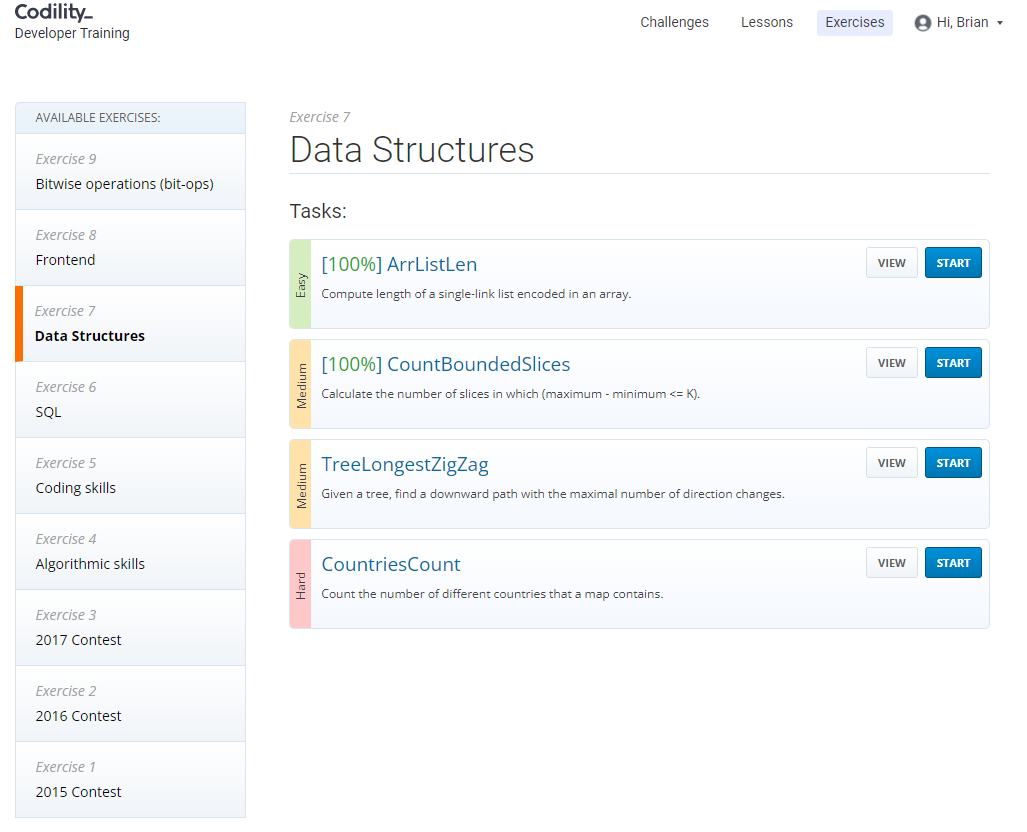 Codility_
Developer Training
Challenges
Lessons
Exercises
Hi, Brian
AVAILABLE EXERCISES:
Exercise 9
Bitwise operations (bit-ops)
Exercise 8
Frontend
Exercise 7
Data Structures
Exercise 6
SQL
Exercise 5
Coding skills
Exercise 4
Algorithmic skills
Exercise 3
2017 Contest
Exercise 2
2016 Contest
Exercise 1
2015 Contest
Exercise 7
Data Structures
Tasks:
Easy
[100%] ArrListLen
Compute length of a single-link list encoded in an array.
VIEW
START
Medium
[100%] CountBoundedSlices
Calculate the number of slices in which (maximum - minimum <= K).
VIEW
START
Medium
TreeLongestZigZag
Given a tree, find a downward path with the maximal number of direction changes.
VIEW
START
Hard
CountriesCount
Count the number of different countries that a map contains.
VIEW
START